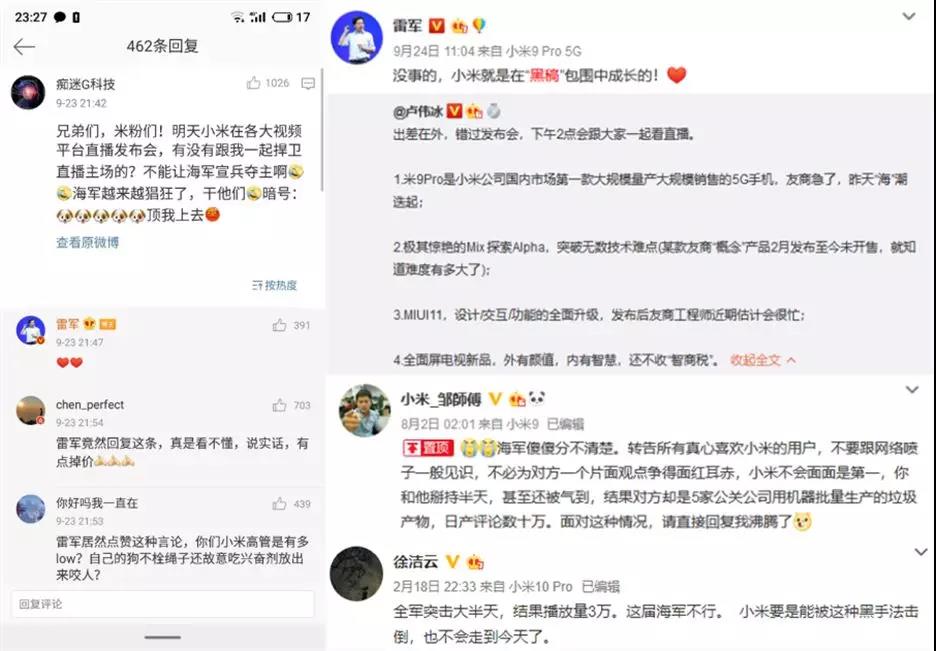 23:27
17
462条回复
痴迷G科技
1026
9-23 21:42
兄弟们，米粉们！明天小米在各大视频
平台直播发布会，有没有跟我一起捍卫
直播主场的？不能让海军宣兵夺主啊
海军越来越猖狂了，干他们暗号：
顶我上去
查看原微博
按热度
雷军
博主
391
9-23 21:47
chen_perfect
703
9-23 21:54
雷军竟然回复这条，真是看不懂，说实话，有
点掉价
你好吗我一直在
439
9-23 21:53
雷军居然点赞这种言论，你们小米高管是有多
low？自己的狗不栓绳子还故意吃兴奋剂放出
来咬人？
回复评论
雷军
9月24日 11:04 来自 小米9 Pro 5G
没事的，小米就是在“黑稿”包围中成长的！
@卢伟冰
出差在外，错过发布会，下午2点会跟大家一起看直播。
1.米9Pro是小米公司国内市场第一款大规模量产大规模销售的5G手机，友商急了，昨天“海”潮
迭起；
2.极其惊艳的Mix 探索Alpha，突破无数技术难点(某款友商“概念”产品2月发布至今未开售，就知
道难度有多大了)；
3.MIUI11，设计/交互/功能的全面升级，发布后友商工程师近期估计会很忙；
4.全面屏电视新品，外有颜值，内有智慧，还不收“智商税”。 收起全文
小米_邹師傅
8月2日 02:01 来自 小米9 已编辑
置顶 海军傻傻分不清楚。转告所有真心喜欢小米的用户，不要跟网络喷
子一般见识，不必为对方一个片面观点争得面红耳赤，小米不会面面是第一，你
和他掰持半天，甚至还被气到，结果对方却是5家公关公司用机器批量生产的垃圾
产物，日产评论数十万。面对这种情况，请直接回复我沸腾了
徐洁云
2月18日 22:33 来自 小米10 Pro 已编辑
全军突击大半天，结果播放量3万。这届海军不行。 小米要是能被这种黑手法击
倒，也不会走到今天了。